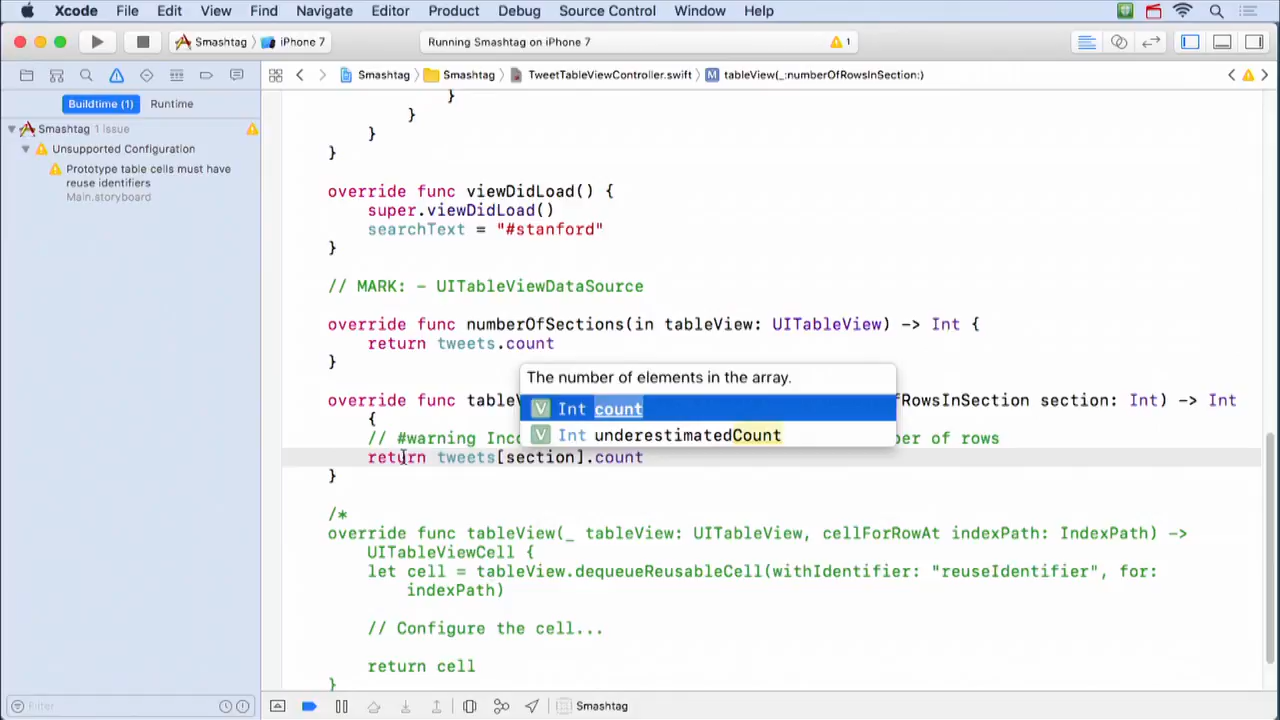 Xcode File Edit View Find Navigate Editor Product Debug Source Control Window Help
Smashtag iPhone 7 Running Smashtag on iPhone 7 1
Smashtag Smashtag TweetTableViewController.swift M tableView(_:numberOfRowsInSection:)
Buildtime (1) Runtime
Smashtag 1 issue
Unsupported Configuration
Prototype table cells must have
reuse identifiers
Main.storyboard
}
}
}
}
override func viewDidLoad() {
super.viewDidLoad()
searchText = "#stanford"
}
// MARK: - UITableViewDataSource
override func numberOfSections(in tableView: UITableView) -> Int {
return tweets.count
}
The number of elements in the array.
V Int count
V Int underestimatedCount
override func tableV
fRowsInSection section: Int) -> Int
{
// #warning Inco
ber of rows
return tweets[section].count
}
/*
override func tableView(_ tableView: UITableView, cellForRowAt indexPath: IndexPath) ->
UITableViewCell {
let cell = tableView.dequeueReusableCell(withIdentifier: "reuseIdentifier", for:
indexPath)
// Configure the cell...
return cell
}
Filter
Smashtag